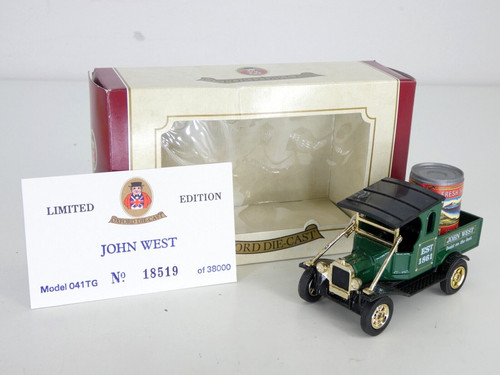 OXFORD DIE-CAST
LIMITED
EDITION
OXFORD DIE-CAST
JOHN WEST
Model 041TG No 18519 of 38000
EST
1861
JOHN WEST